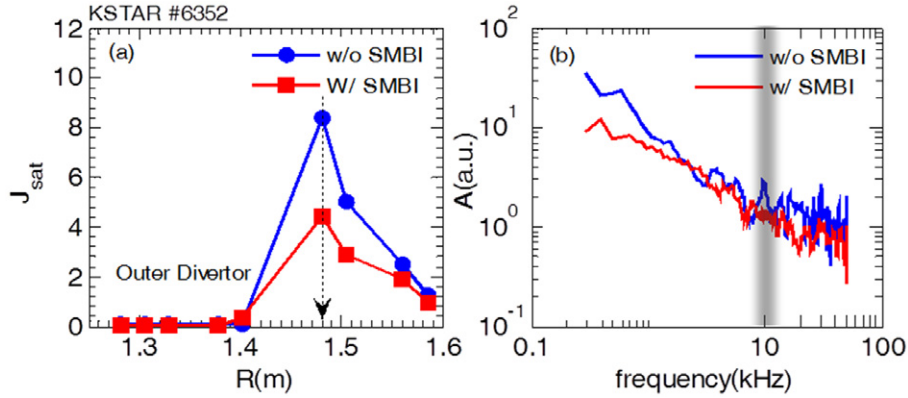 KSTAR #6352
(a)
w/o SMBI
W/ SMBI
Outer Divertor
J_sat
12
10
8
6
4
2
0
1.3
1.4
1.5
1.6
R(m)
(b)
w/o SMBI
w/ SMBI
A(a.u.)
10^2
10^1
10^0
10^-1
0.1
1
10
100
frequency(kHz)